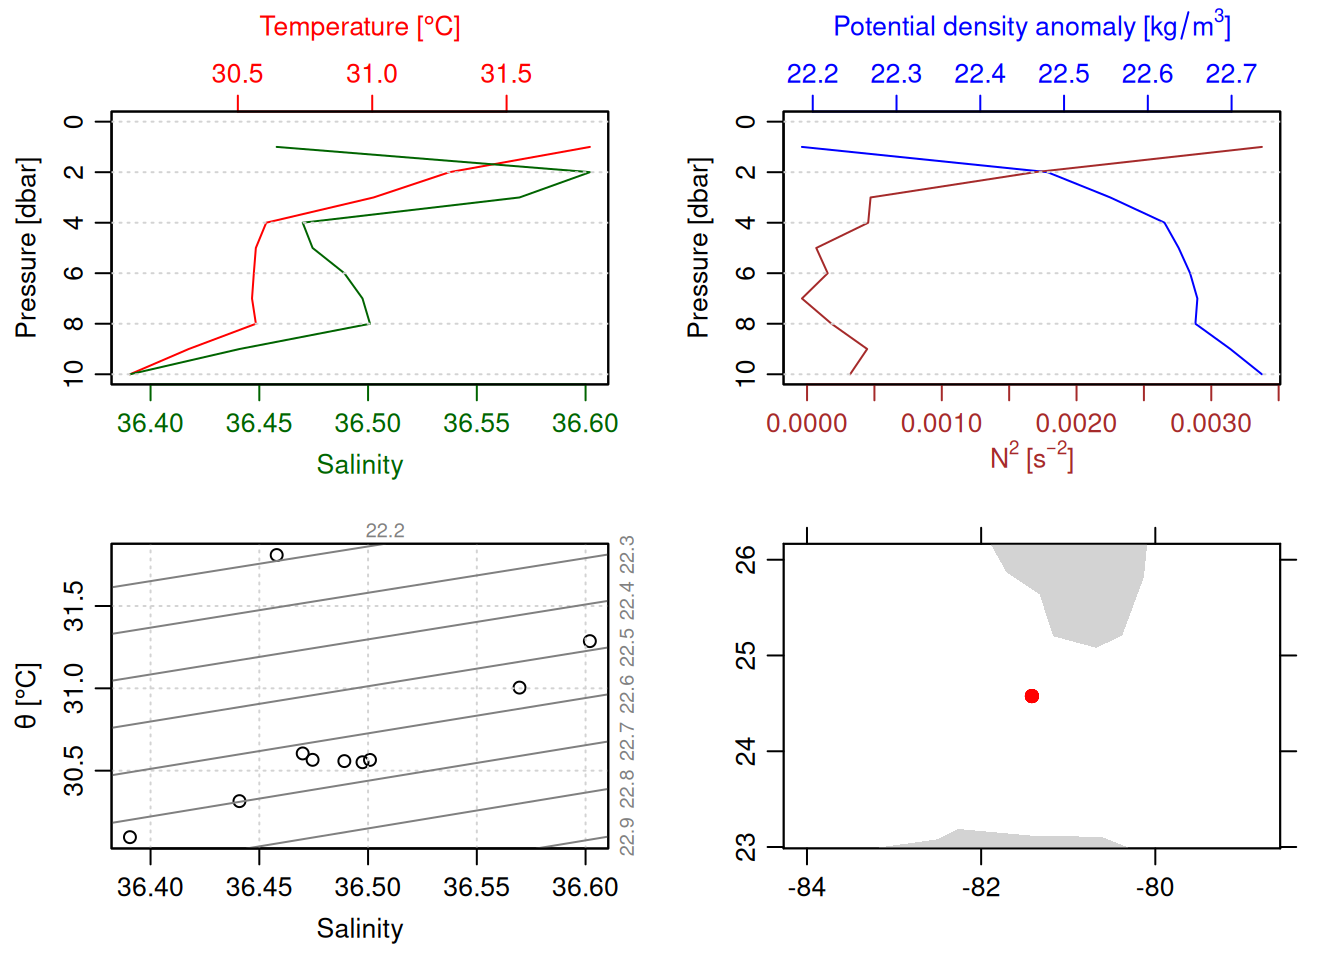 Temperature [°C]
30.5 31.0 31.5
0
2
4
6
8
10
Pressure [dbar]
36.40 36.45 36.50 36.55 36.60
Salinity
Potential density anomaly [kg/m³]
22.2 22.3 22.4 22.5 22.6 22.7
0
2
4
6
8
10
Pressure [dbar]
0.0000 0.0010 0.0020 0.0030
N² [s⁻²]
22.2
22.3
22.4
22.5
22.6
22.7
22.8
22.9
31.5
31.0
30.5
θ [°C]
36.40 36.45 36.50 36.55 36.60
Salinity
26
25
24
23
-84 -82 -80